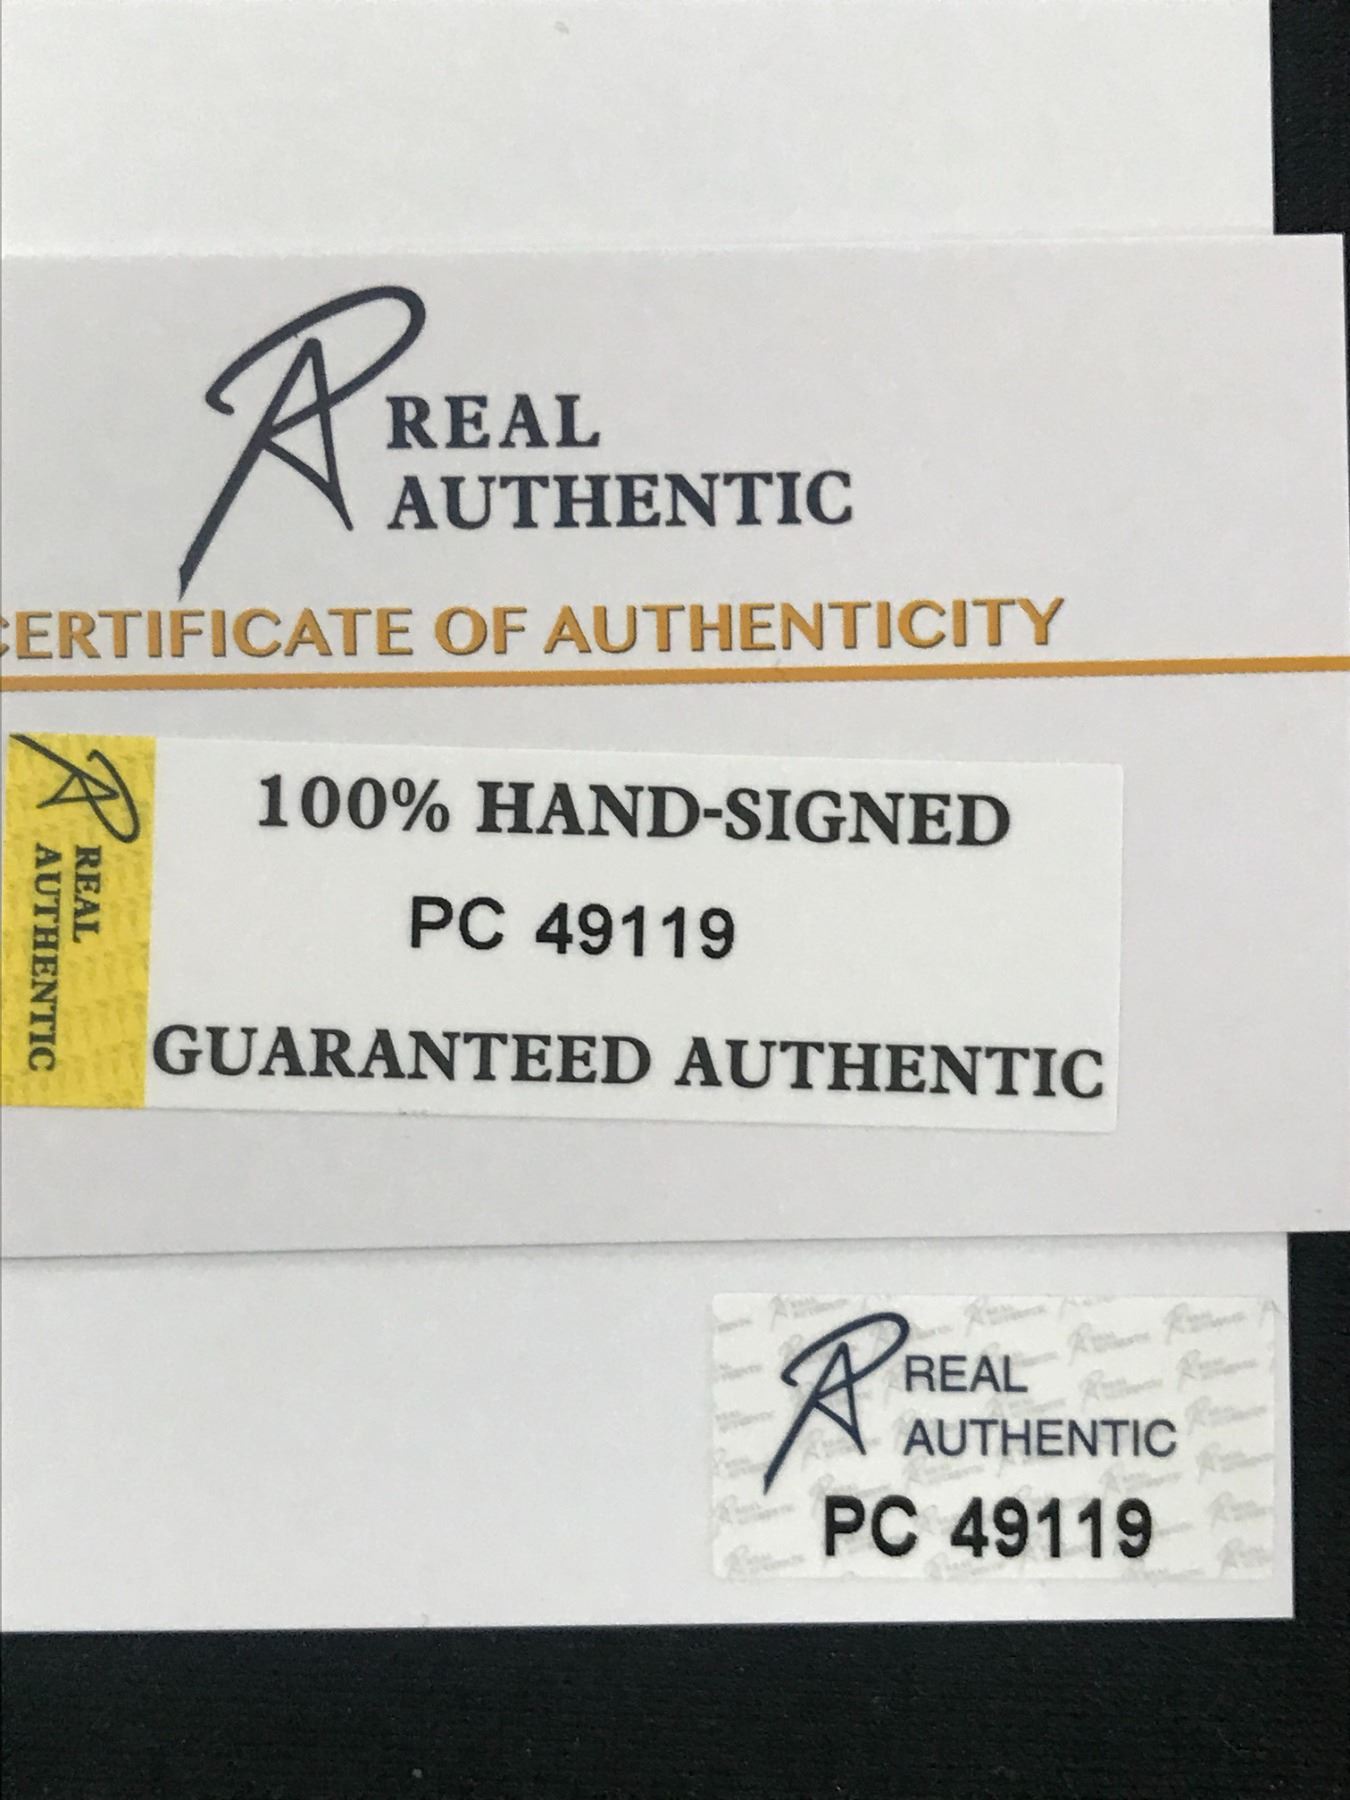 REAL
AUTHENTIC
CERTIFICATE OF AUTHENTICITY
REAL
AUTHENTIC
100% HAND-SIGNED
PC 49119
GUARANTEED AUTHENTIC
REAL
AUTHENTIC
PC 49119